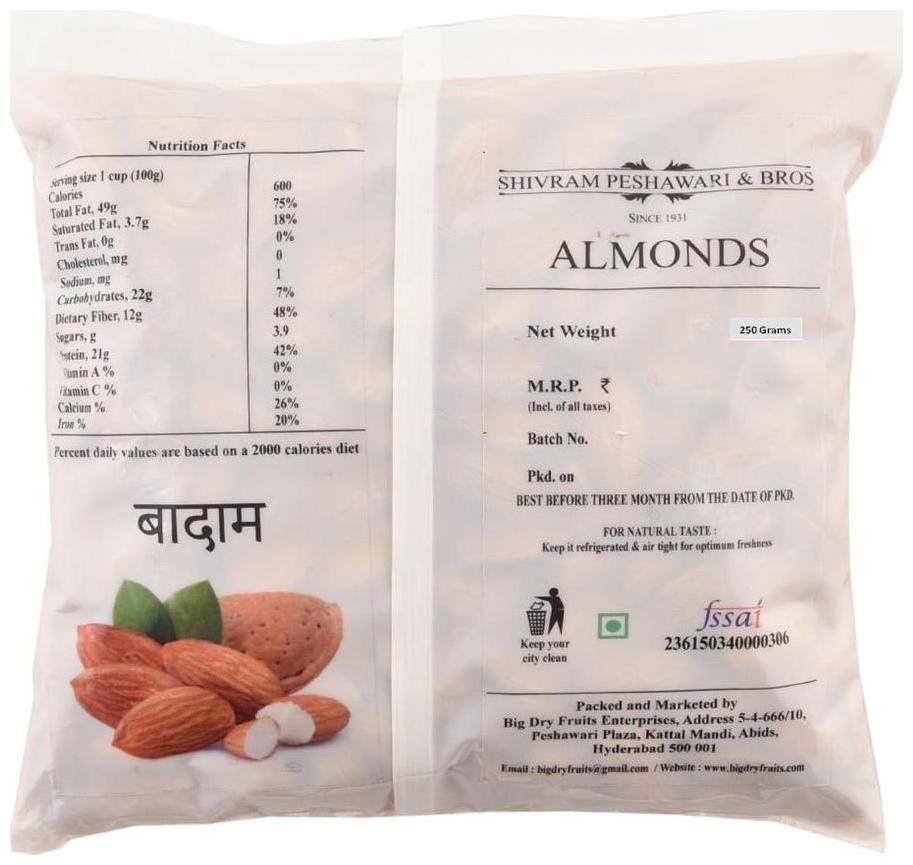 Nutrition Facts
Serving size 1 cup (100g)
Calories 600
Total Fat, 49g 75%
Saturated Fat, 3.7g 18%
Trans Fat, 0g 0%
Cholesterol, mg 0
Sodium, mg 1
Carbohydrates, 22g 7%
Dietary Fiber, 12g 48%
Sugars, g 3.9
Protein, 21g 42%
Vitamin A % 0%
Vitamin C % 0%
Calcium % 26%
Iron % 20%
Percent daily values are based on a 2000 calories diet
बादाम
SHIVRAM PESHAWARI & BROS
SINCE 1931
ALMONDS
Net Weight 250 Grams
M.R.P. ₹
(Incl. of all taxes)
Batch No.
Pkd. on
BEST BEFORE THREE MONTH FROM THE DATE OF PKD.
FOR NATURAL TASTE :
Keep it refrigerated & air tight for optimum freshness
Keep your
city clean
fssai
236150340000306
Packed and Marketed by
Big Dry Fruits Enterprises, Address 5-4-666/10,
Peshawari Plaza, Kattal Mandi, Abids,
Hyderabad 500 001
Email : bigdryfruits@gmail.com / Website : www.bigdryfruits.com